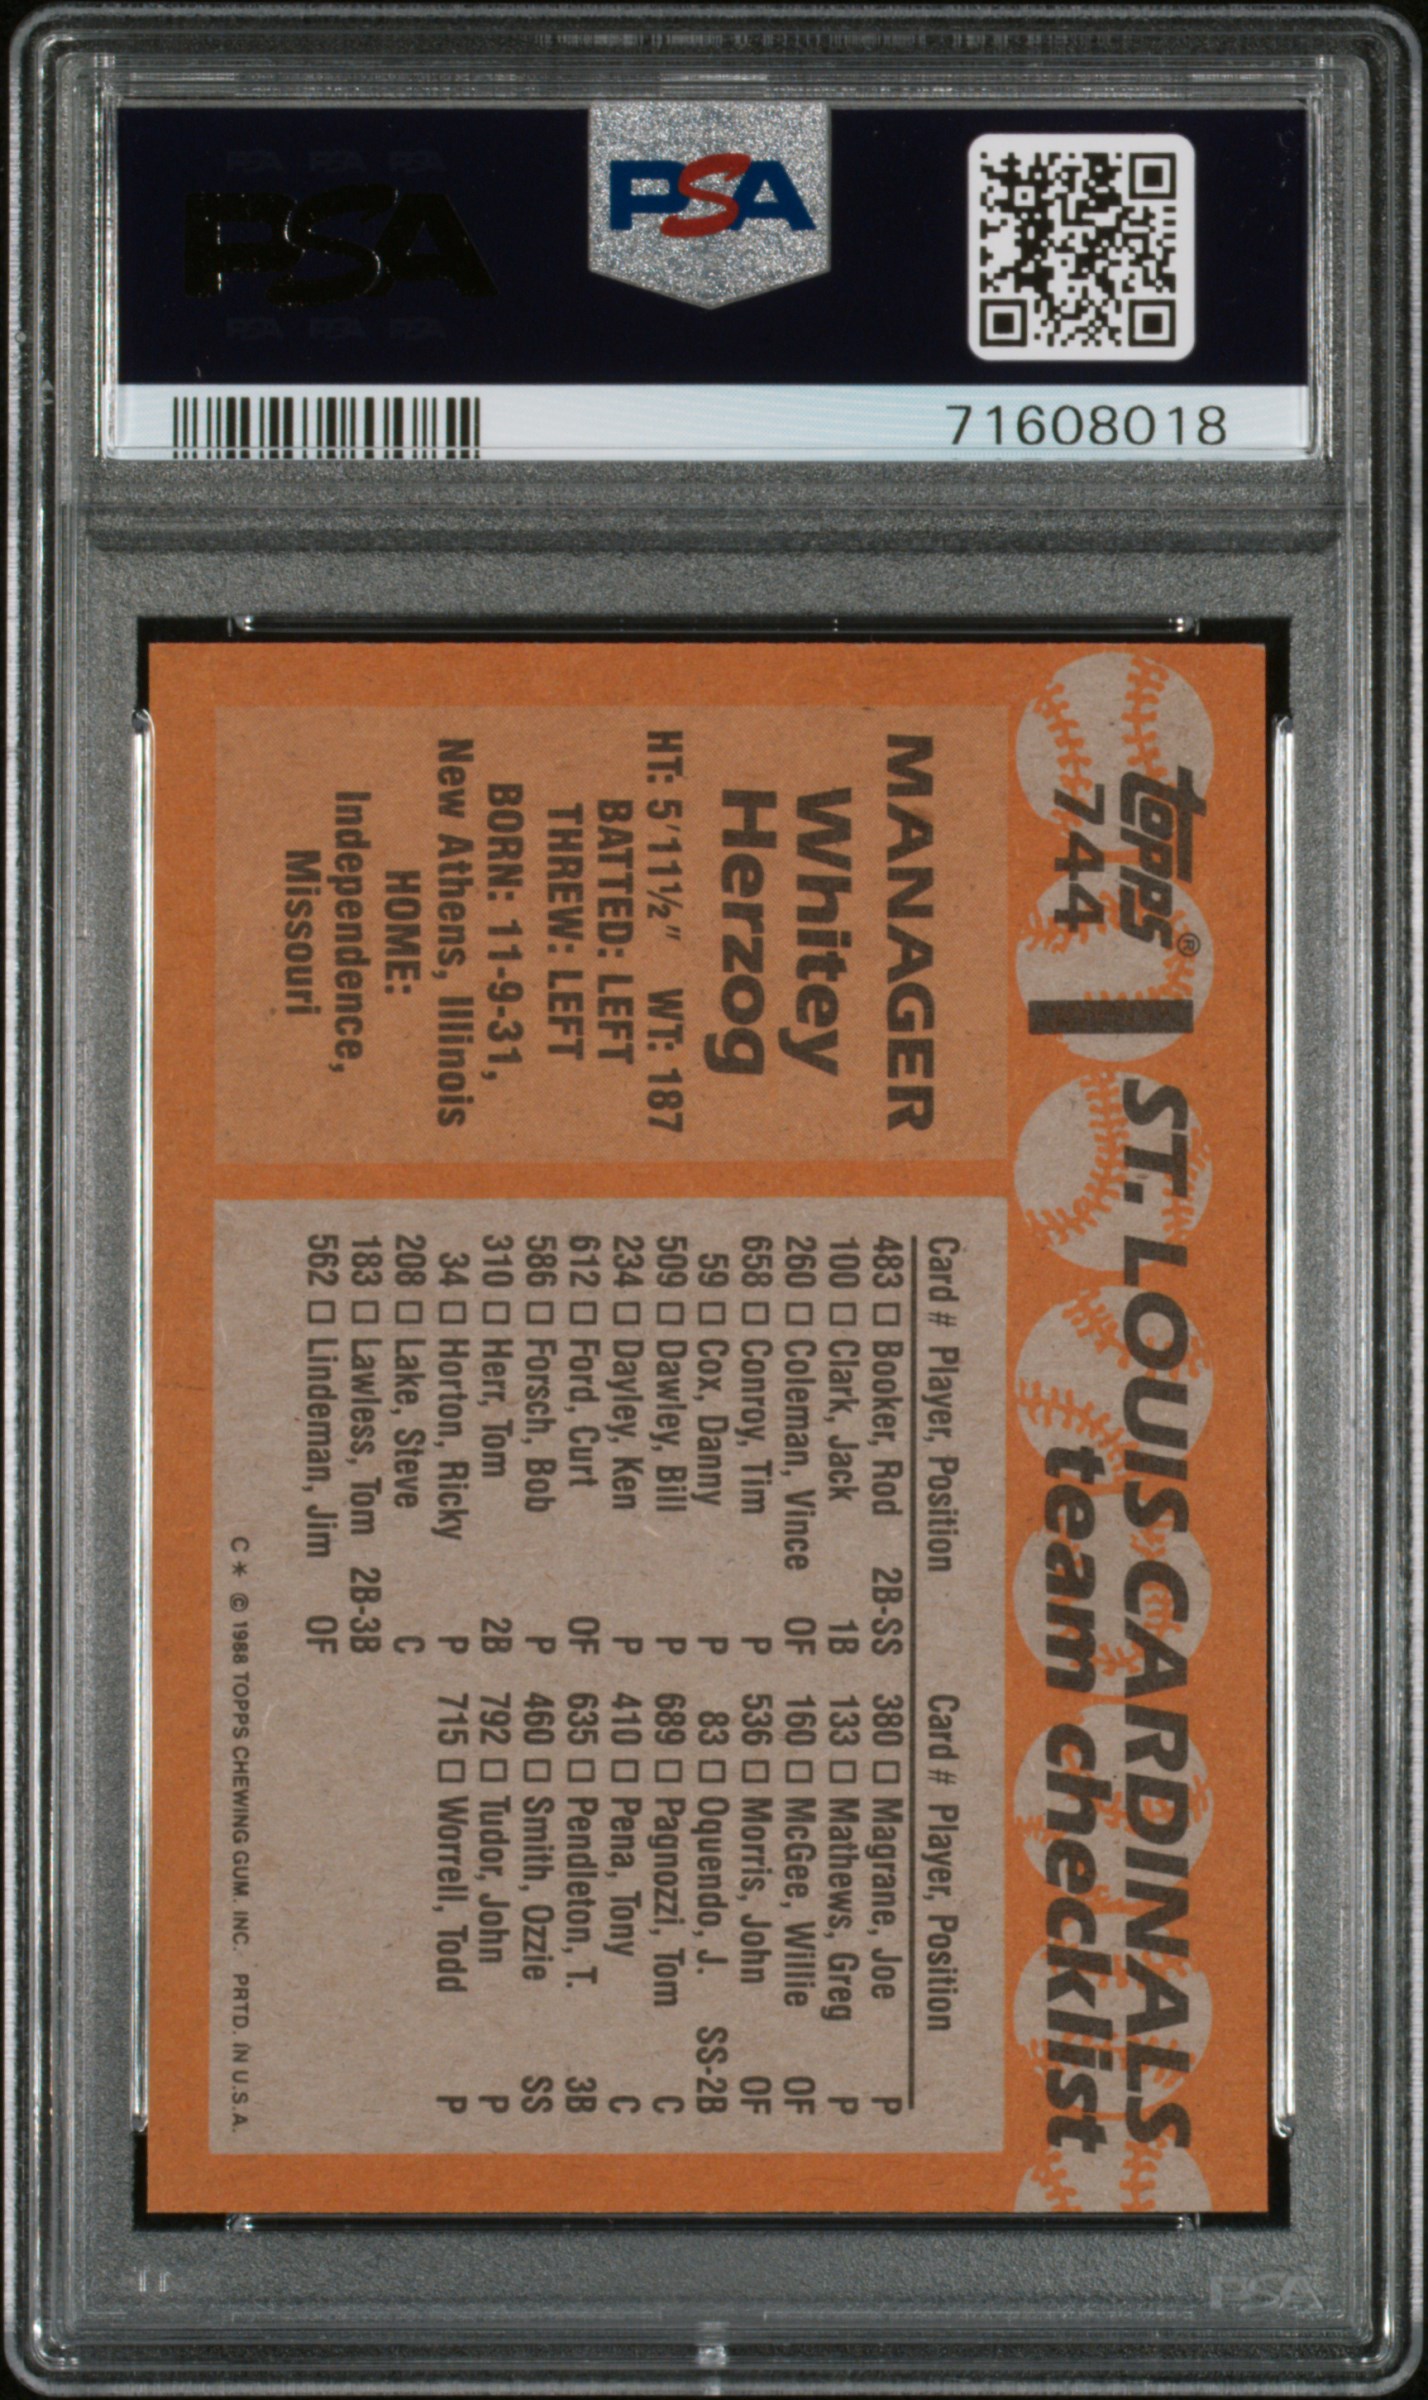 PSA
PSA PSA PSA
PSA
PSA PSA PSA
71608018
topps®
744
ST. LOUIS CARDINALS
team checklist
MANAGER
Whitey
Herzog
HT: 5'11½" WT: 187
BATTED: LEFT
THREW: LEFT
BORN: 11-9-31,
New Athens, Illinois
HOME:
Independence,
Missouri
Card # Player, Position
483 □ Booker, Rod 2B-SS
100 □ Clark, Jack 1B
260 □ Coleman, Vince OF
658 □ Conroy, Tim P
59 □ Cox, Danny P
509 □ Dawley, Bill P
234 □ Dayley, Ken P
612 □ Ford, Curt OF
586 □ Forsch, Bob P
310 □ Herr, Tom 2B
34 □ Horton, Ricky P
208 □ Lake, Steve C
183 □ Lawless, Tom 2B-3B
562 □ Lindeman, Jim OF
Card # Player, Position
380 □ Magrane, Joe P
133 □ Mathews, Greg P
160 □ McGee, Willie OF
536 □ Morris, John OF
83 □ Oquendo, J. SS-2B
689 □ Pagnozzi, Tom C
410 □ Pena, Tony C
635 □ Pendleton, T. 3B
460 □ Smith, Ozzie SS
792 □ Tudor, John P
715 □ Worrell, Todd P
C * © 1988 TOPPS CHEWING GUM. INC. PRTD. IN U.S.A.
PSA